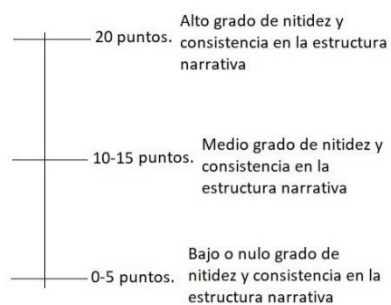 Alto grado de nitidez y
20 puntos. consistencia en la estructura
narrativa
Medio grado de nitidez y
10-15 puntos. consistencia en la
estructura narrativa
Bajo o nulo grado de
0-5 puntos. nitidez y consistencia en la
estructura narrativa